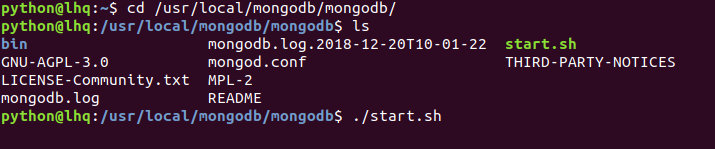 python@lhq:~$ cd /usr/local/mongodb/mongodb/
python@lhq:/usr/local/mongodb/mongodb$ ls
bin mongodb.log.2018-12-20T10-01-22 start.sh
GNU-AGPL-3.0 mongod.conf THIRD-PARTY-NOTICES
LICENSE-Community.txt MPL-2
mongodb.log README
python@lhq:/usr/local/mongodb/mongodb$ ./start.sh